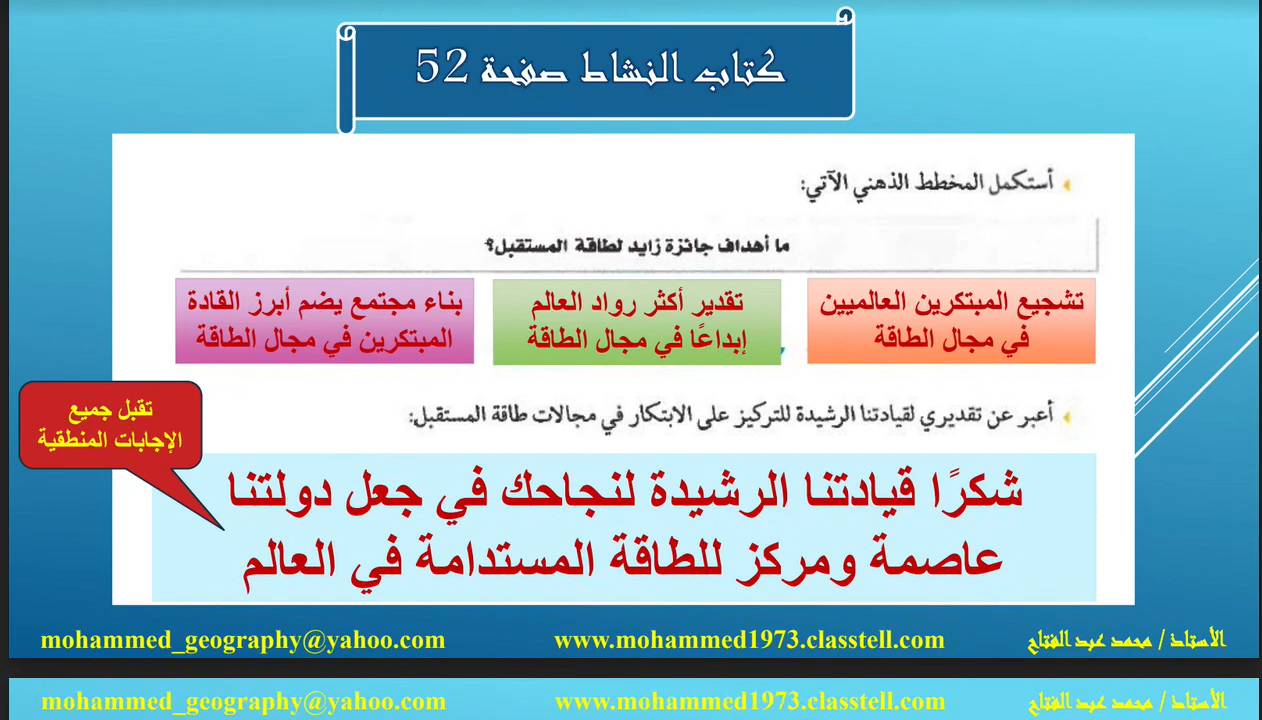 كتاب النشاط صفحة 52
أستكمل المخطط الذهني الآتي:
ما أهداف جائزة زايد لطاقة المستقبل؟
تشجيع المبتكرين العالميين
في مجال الطاقة
تقدير أكثر رواد العالم
إبداعًا في مجال الطاقة
بناء مجتمع يضم أبرز القادة
المبتكرين في مجال الطاقة
أعبر عن تقديري لقيادتنا الرشيدة للتركيز على الابتكار في مجالات طاقة المستقبل:
تقبل جميع
الإجابات المنطقية
شكرًا قيادتنا الرشيدة لنجاحك في جعل دولتنا
عاصمة ومركز للطاقة المستدامة في العالم
الأستاذ / محمد عبد الفتاح
www.mohammed1973.classtell.com
mohammed_geography@yahoo.com
الأستاذ / محمد عبد الفتاح
www.mohammed1973.classtell.com
mohammed_geography@yahoo.com